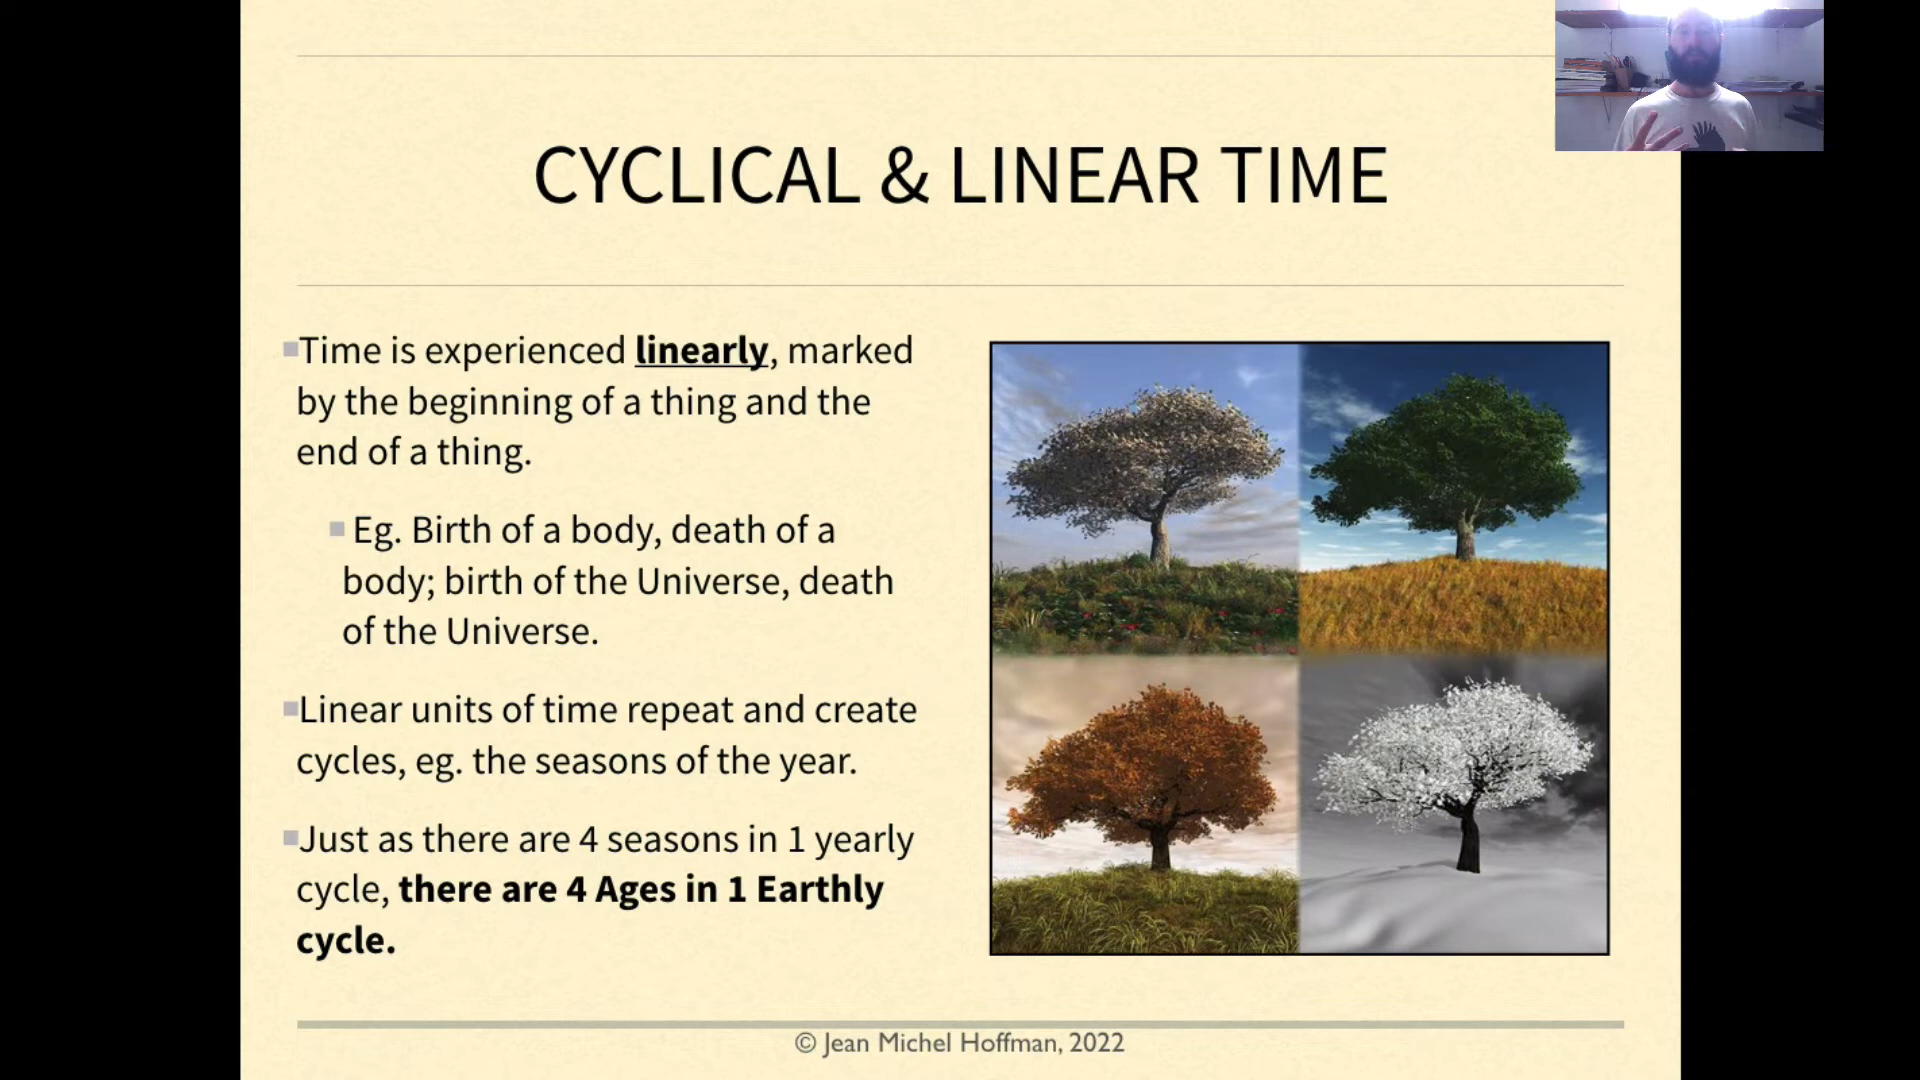 CYCLICAL & LINEAR TIME
Time is experienced linearly, marked
by the beginning of a thing and the
end of a thing.
Eg. Birth of a body, death of a
body; birth of the Universe, death
of the Universe.
Linear units of time repeat and create
cycles, eg. the seasons of the year.
Just as there are 4 seasons in 1 yearly
cycle, there are 4 Ages in 1 Earthly
cycle.
© Jean Michel Hoffman, 2022